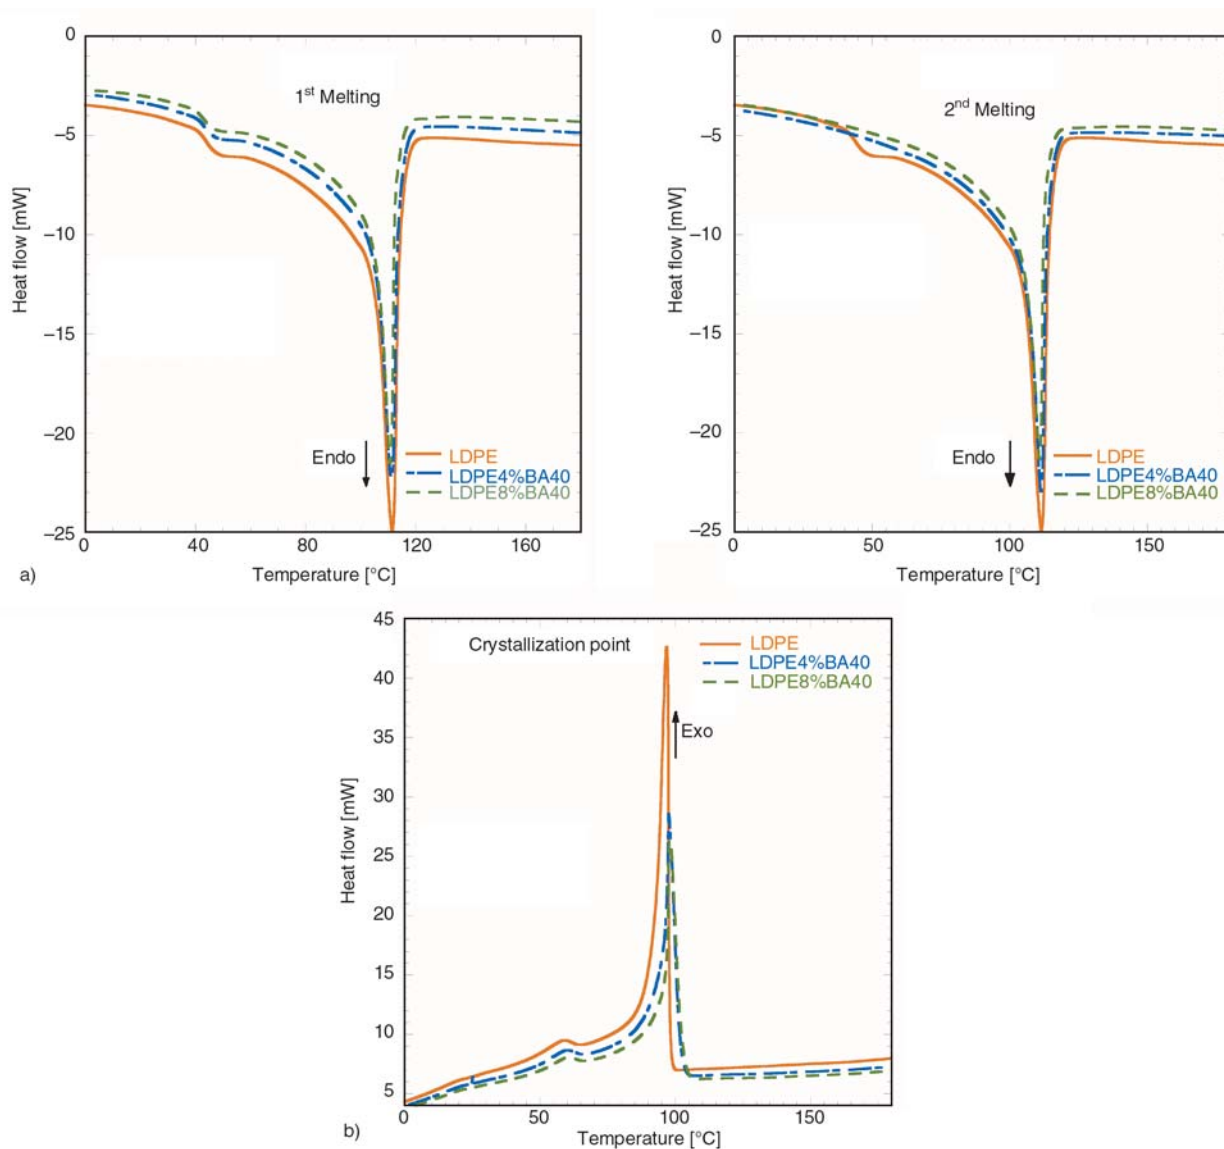 0
–5
–10
–15
–20
–25
Heat flow [mW]
1st Melting
Endo
LDPE
LDPE4%BA40
LDPE8%BA40
0
40
80
120
160
Temperature [°C]
a)
0
–5
–10
–15
–20
–25
Heat flow [mW]
2nd Melting
Endo
LDPE
LDPE4%BA40
LDPE8%BA40
0
50
100
150
Temperature [°C]
45
40
35
30
25
20
15
10
5
Heat flow [mW]
Crystallization point
LDPE
LDPE4%BA40
LDPE8%BA40
Exo
0
50
100
150
Temperature [°C]
b)